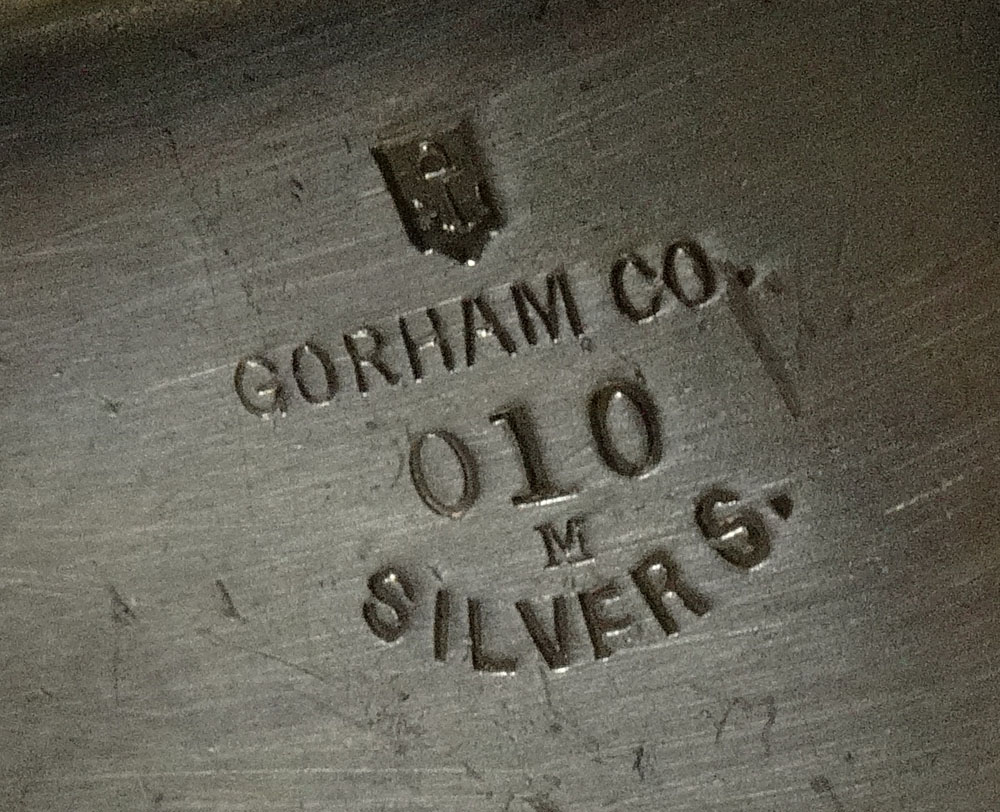 GORHAM CO.
010
M
SILVER S.